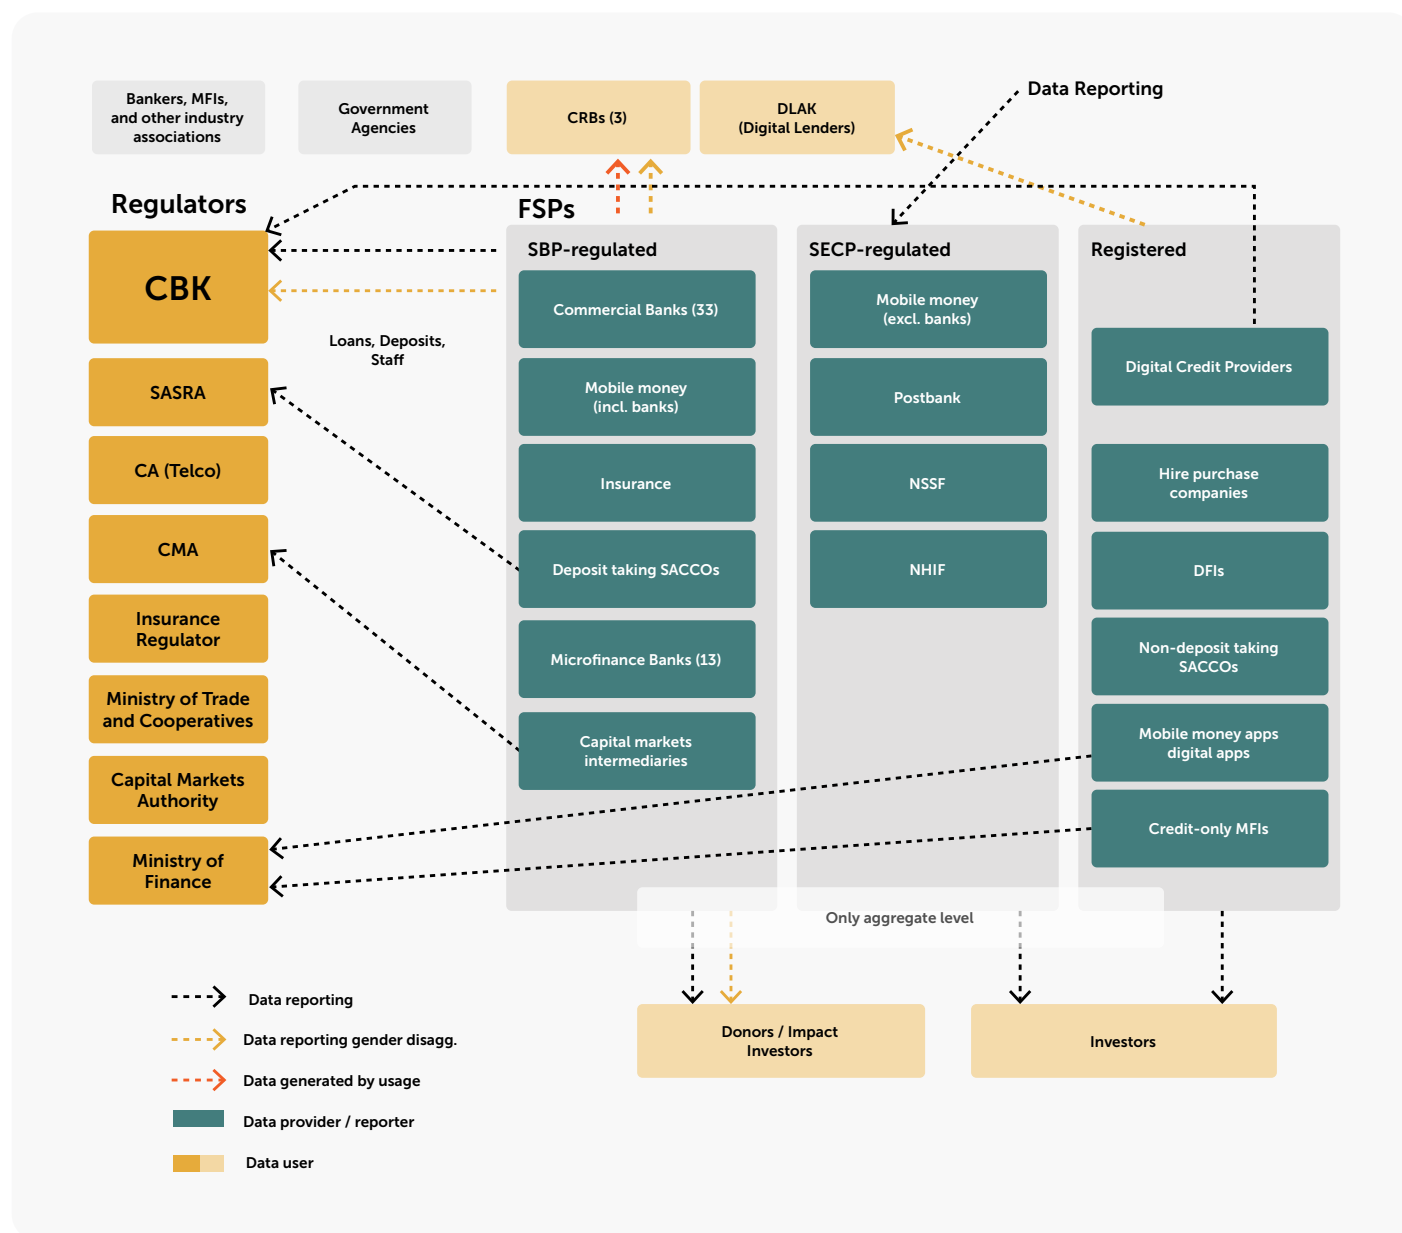 Bankers, MFIs,
and other industry
associations
Government
Agencies
CRBs (3)
DLAK
(Digital Lenders)
Data Reporting
Regulators
CBK
SASRA
CA (Telco)
CMA
Insurance
Regulator
Ministry of Trade
and Cooperatives
Capital Markets
Authority
Ministry of
Finance
Loans, Deposits,
Staff
FSPs
SBP-regulated
Commercial Banks (33)
Mobile money
(incl. banks)
Insurance
Deposit taking SACCOs
Microfinance Banks (13)
Capital markets
intermediaries
SECP-regulated
Mobile money
(excl. banks)
Postbank
NSSF
NHIF
Registered
Digital Credit Providers
Hire purchase
companies
DFIs
Non-deposit taking
SACCOs
Mobile money apps
digital apps
Credit-only MFIs
Only aggregate level
Donors / Impact
Investors
Investors
Data reporting
Data reporting gender disagg.
Data generated by usage
Data provider / reporter
Data user